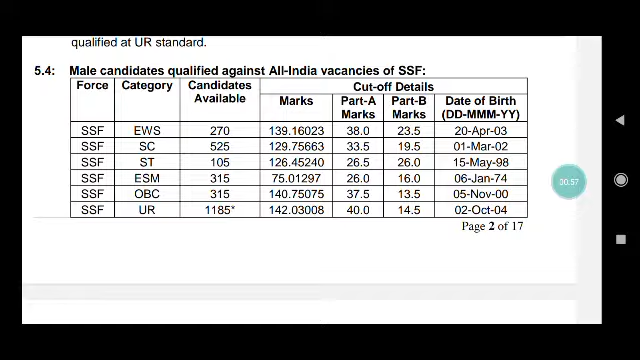 qualified at UR standard.
5.4: Male candidates qualified against All-India vacancies of SSF:
Force Category Candidates Available Cut-off Details
Marks Part-A Marks Part-B Marks Date of Birth (DD-MMM-YY)
SSF EWS 270 139.16023 38.0 23.5 20-Apr-03
SSF SC 525 129.75663 33.5 19.5 01-Mar-02
SSF ST 105 126.45240 26.5 26.0 15-May-98
SSF ESM 315 75.01297 26.0 16.0 06-Jan-74
SSF OBC 315 140.75075 37.5 13.5 05-Nov-00
SSF UR 1185* 142.03008 40.0 14.5 02-Oct-04
Page 2 of 17
00:57